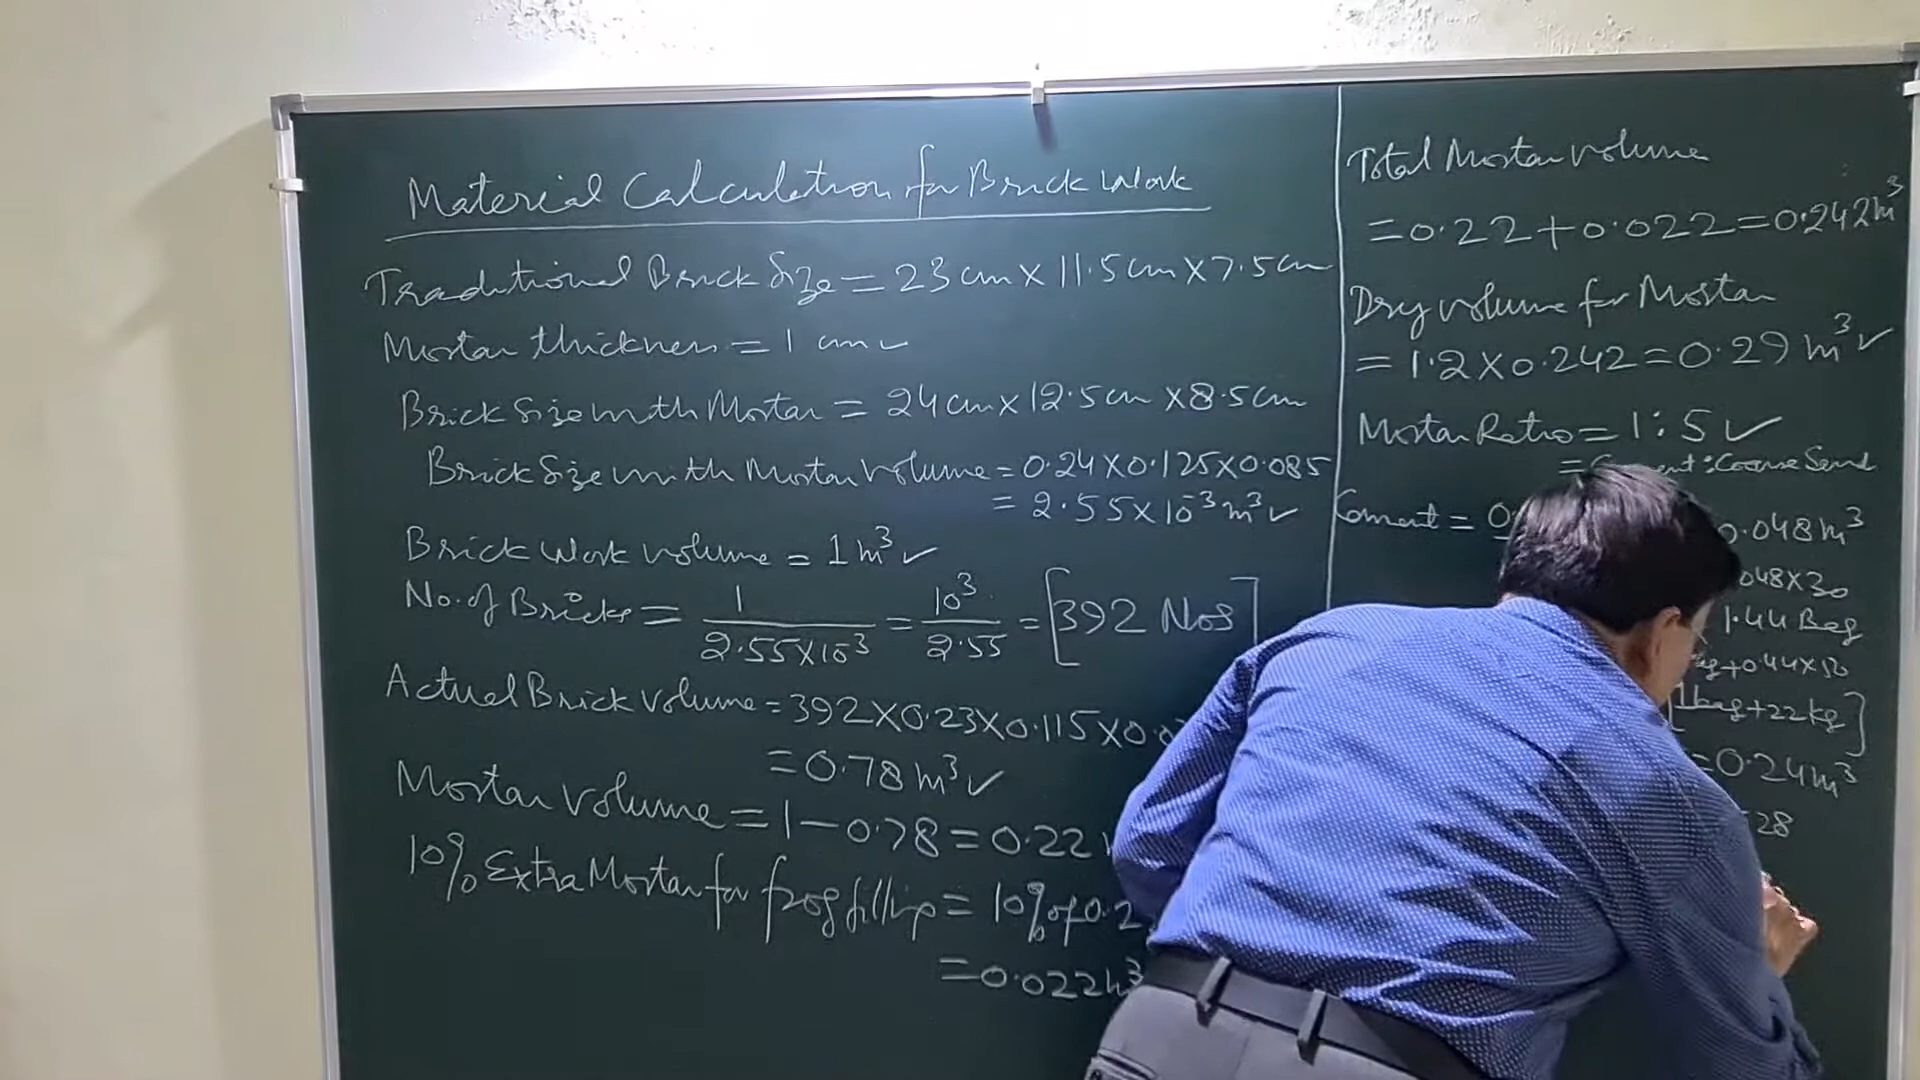 Material Calculation for Brick Work
Traditional Brick Size = 23 cm X 11.5 cm X 7.5 cm
Mortar thickness = 1 cm ✓
Brick Size with Mortar = 24 cm X 12.5 cm X 8.5 cm
Brick Size with Mortar Volume = 0.24 X 0.125 X 0.085
= 2.55 X 10⁻³ m³ ✓
Brick Work Volume = 1 m³ ✓
No. of Bricks = 1 / 2.55 X 10⁻³ = 10³ / 2.55 = [392 Nos]
Actual Brick Volume = 392 X 0.23 X 0.115 X 0.0
= 0.78 m³ ✓
Mortar Volume = 1 - 0.78 = 0.22
10% Extra Mortar for frog filling = 10% of 0.2
= 0.022 m³
Total Mortar volume
= 0.22 + 0.022 = 0.242 m³
Dry volume for Mortar
= 1.2 X 0.242 = 0.29 m³ ✓
Mortar Ratio = 1 : 5 ✓
= ent : Coarse Sand
Cement = 0. 0.048 m³
048 X 30
1.44 Bag
+ 0.44 X 50
[1 bag + 22 kg]
= 0.24 m³
28